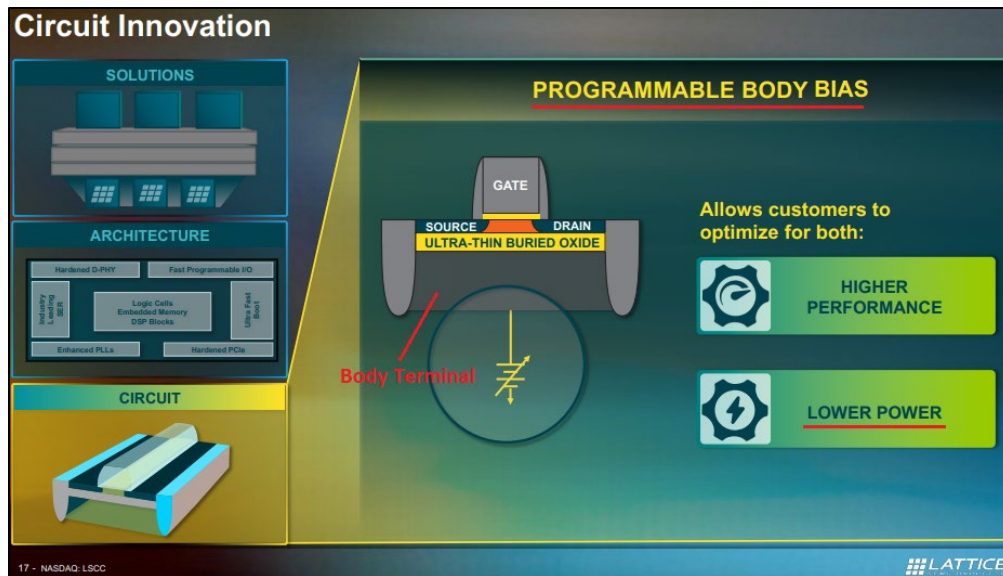 Circuit Innovation
SOLUTIONS
ARCHITECTURE
Hardened D-PHY
Fast Programmable I/O
Industry
Leading
SER
Logic Cells
Embedded Memory
DSP Blocks
Ultra Fast
Boot
Enhanced PLLs
Hardened PCIe
CIRCUIT
PROGRAMMABLE BODY BIAS
GATE
SOURCE
DRAIN
ULTRA-THIN BURIED OXIDE
Body Terminal
Allows customers to
optimize for both:
HIGHER
PERFORMANCE
LOWER POWER
17 - NASDAQ: LSCC
LATTICE